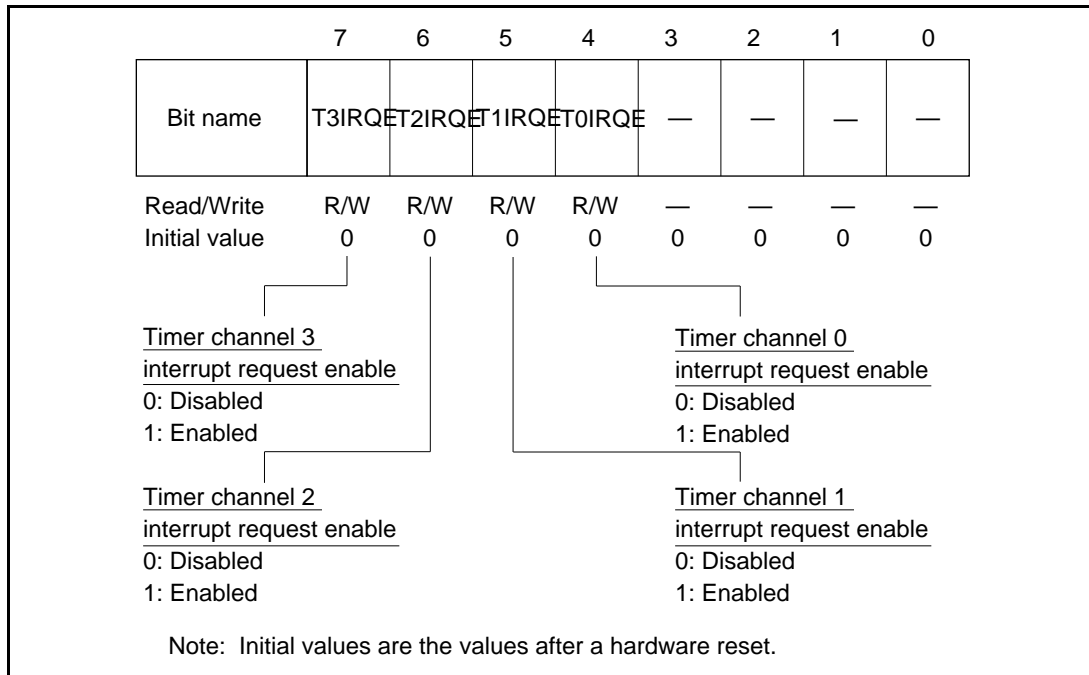 7 6 5 4 3 2 1 0
Bit name T3IRQE T2IRQE T1IRQE T0IRQE — — — —
Read/Write R/W R/W R/W R/W — — — —
Initial value 0 0 0 0 0 0 0 0
Timer channel 3
interrupt request enable
0: Disabled
1: Enabled
Timer channel 0
interrupt request enable
0: Disabled
1: Enabled
Timer channel 2
interrupt request enable
0: Disabled
1: Enabled
Timer channel 1
interrupt request enable
0: Disabled
1: Enabled
Note: Initial values are the values after a hardware reset.